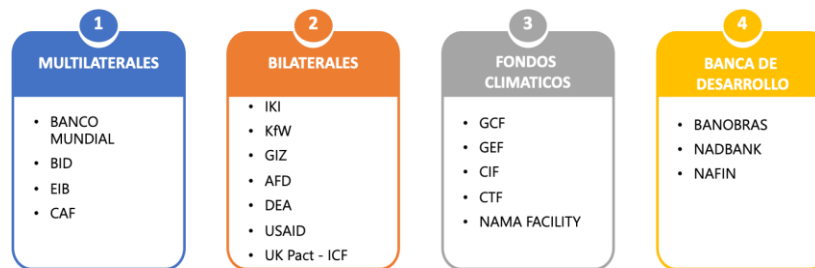 1
MULTILATERALES
• BANCO
MUNDIAL
• BID
• EIB
• CAF
2
BILATERALES
• IKI
• KfW
• GIZ
• AFD
• DEA
• USAID
• UK Pact - ICF
3
FONDOS
CLIMATICOS
• GCF
• GEF
• CIF
• CTF
• NAMA FACILITY
4
BANCA DE
DESARROLLO
• BANOBRAS
• NADBANK
• NAFIN